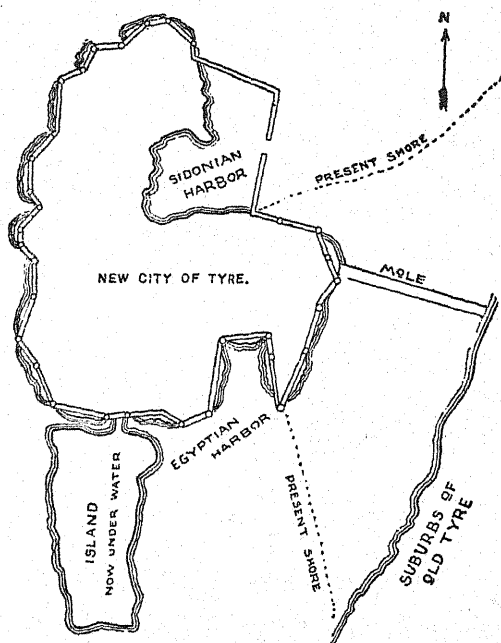 N
SIDONIAN
HARBOR
PRESENT SHORE
MOLE
NEW CITY OF TYRE.
EGYPTIAN
HARBOR
PRESENT SHORE
ISLAND
NOW UNDER WATER
SUBURBS OF
OLD TYRE